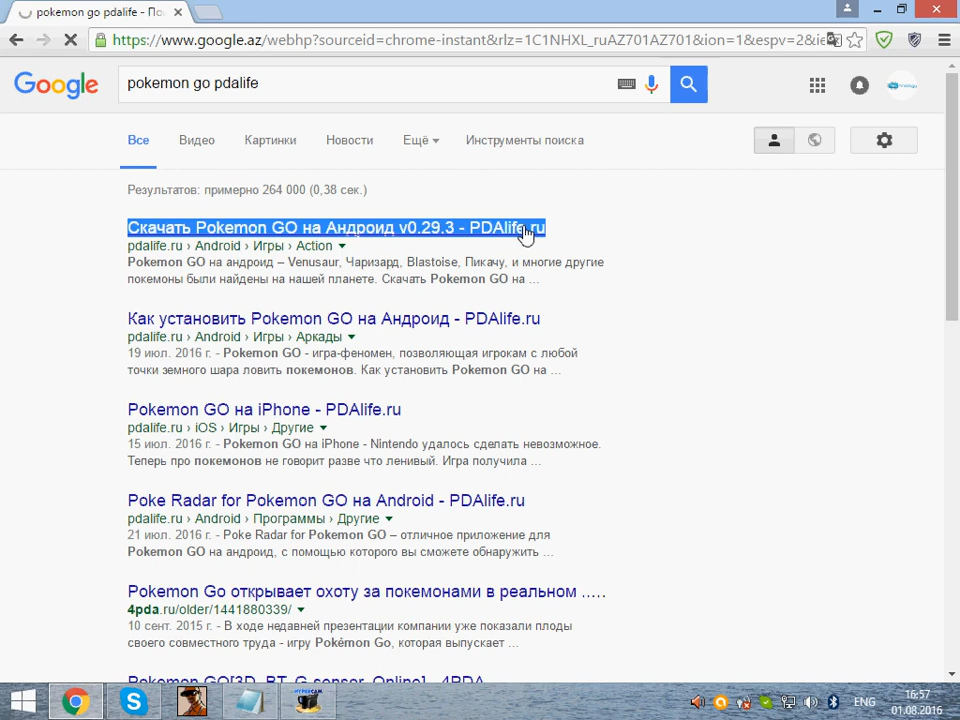 pokemon go pdalife - По
https://www.google.az/webhp?sourceid=chrome-instant&rlz=1C1NHXL_ruAZ701AZ701&ion=1&espv=2&ie
Google
pokemon go pdalife
Все Видео Картинки Новости Ещё Инструменты поиска
Результатов: примерно 264 000 (0,38 сек.)
Скачать Pokemon GO на Андроид v0.29.3 - PDAlife.ru
pdalife.ru › Android › Игры › Action
Pokemon GO на андроид – Venusaur, Чаризард, Blastoise, Пикачу, и многие другие
покемоны были найдены на нашей планете. Скачать Pokemon GO на ...
Как установить Pokemon GO на Андроид - PDAlife.ru
pdalife.ru › Android › Игры › Аркады
19 июл. 2016 г. - Pokemon GO - игра-феномен, позволяющая игрокам с любой
точки земного шара ловить покемонов. Как установить Pokemon GO на ...
Pokemon GO на iPhone - PDAlife.ru
pdalife.ru › iOS › Игры › Другие
15 июл. 2016 г. - Pokemon GO на iPhone - Nintendo удалось сделать невозможное.
Теперь про покемонов не говорит разве что ленивый. Игра получила ...
Poke Radar for Pokemon GO на Android - PDAlife.ru
pdalife.ru › Android › Программы › Другие
21 июл. 2016 г. - Poke Radar for Pokemon GO – отличное приложение для
Pokemon GO на андроид, с помощью которого вы сможете обнаружить ...
Pokemon Go открывает охоту за покемонами в реальном .....
4pda.ru/older/1441880339/
10 сент. 2015 г. - В ходе недавней презентации компании уже показали плоды
своего совместного труда - игру Pokémon Go, которая выпускает ...
Pokemon GO[3D, BT, G-sensor, Online] - 4PDA
HYPERCAM
ENG
16:57
01.08.2016